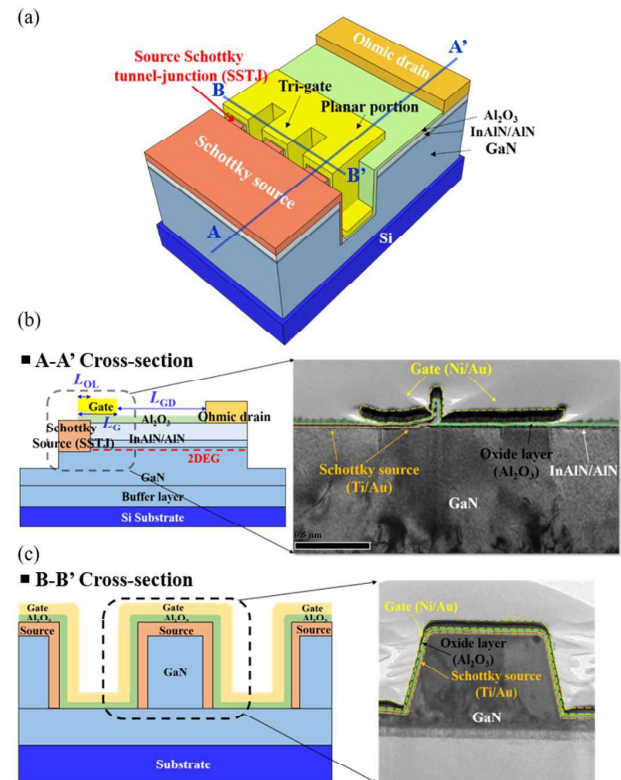 (a)
A'
Ohmic drain
Source Schottky
tunnel-junction (SSTJ)
B
Tri-gate
Planar portion
Al2O3
InAlN/AlN
GaN
B'
Schottky source
A
Si
(b)
■ A-A' Cross-section
LOL
LGD
Gate
LG
Al2O3
Ohmic drain
Schottky
Source (SSTJ)
InAlN/AlN
2DEG
GaN
Buffer layer
Si Substrate
Gate (Ni/Au)
Schottky source
(Ti/Au)
Oxide layer
(Al2O3)
InAlN/AlN
GaN
0.5 μm
(c)
■ B-B' Cross-section
Gate
Gate
Gate
Al2O3
Al2O3
Al2O3
Source
Source
Source
GaN
Substrate
Gate (Ni/Au)
Oxide layer
(Al2O3)
Schottky source
(Ti/Au)
GaN